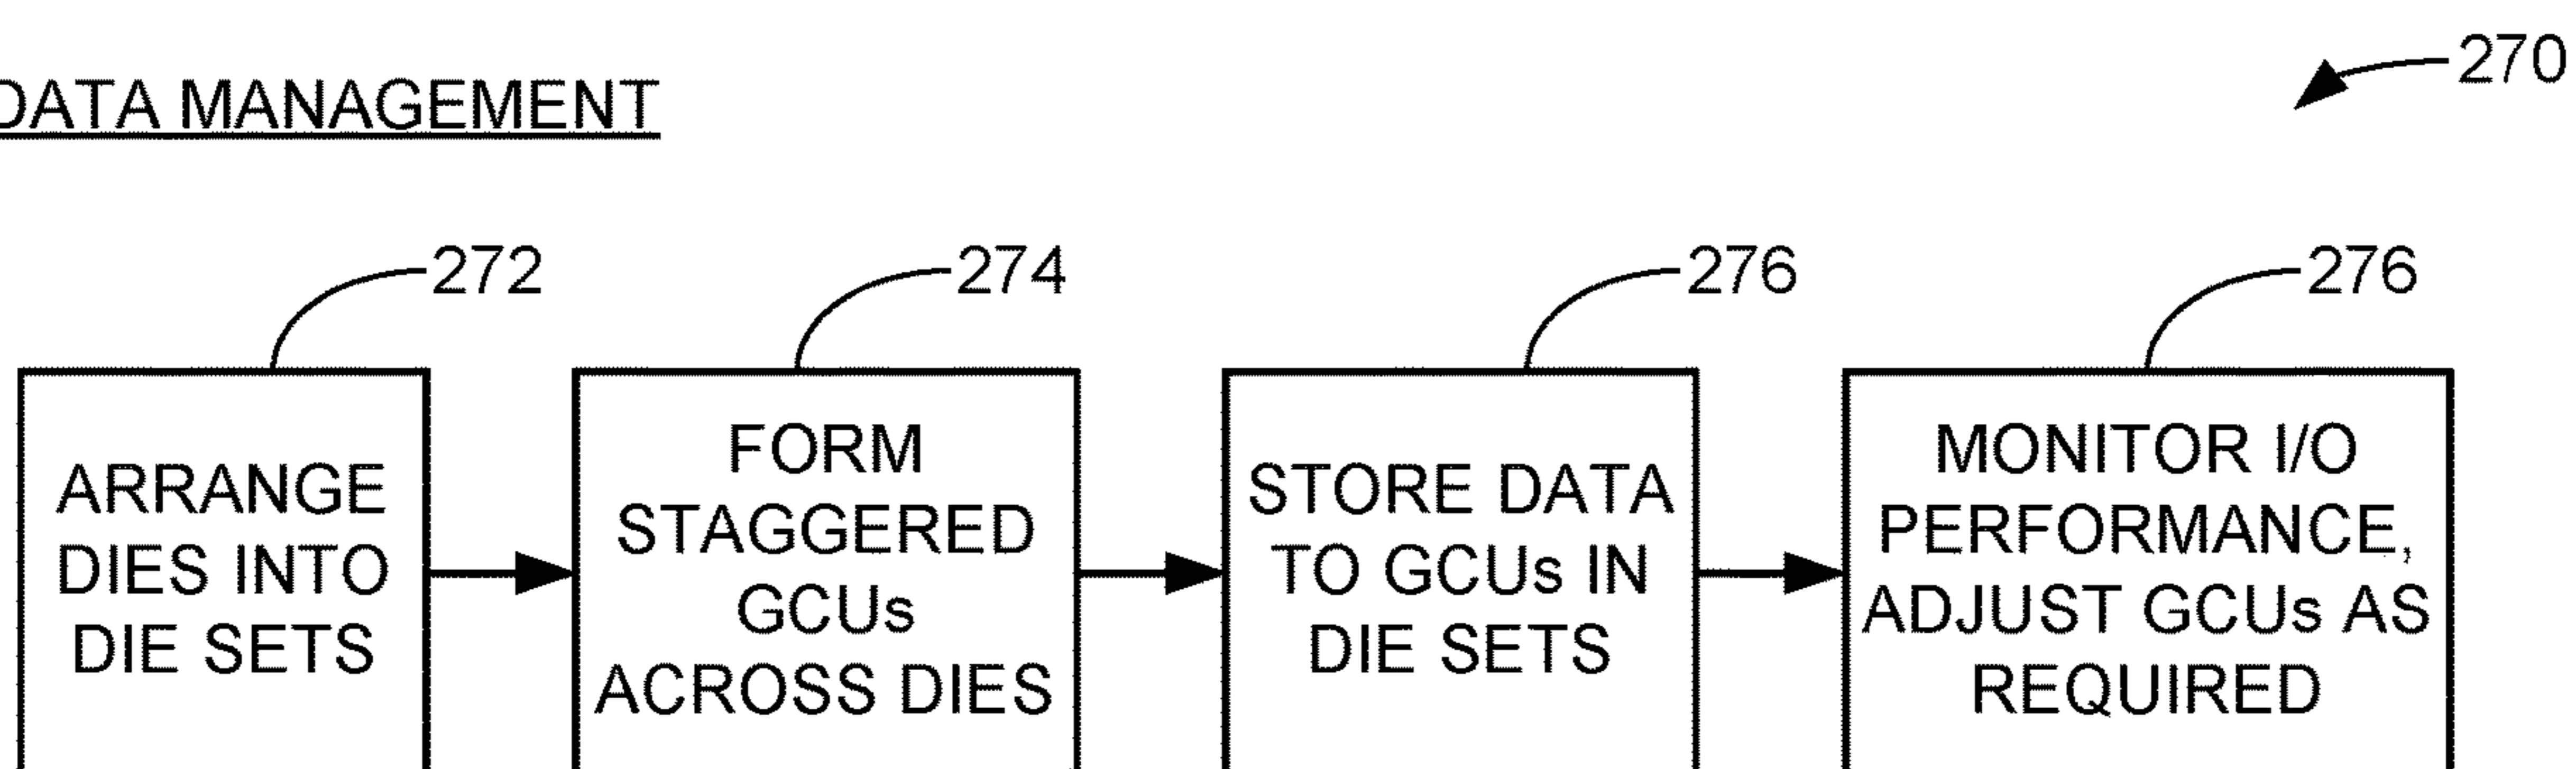 DATA MANAGEMENT
270
272
274
276
276
ARRANGE
DIES INTO
DIE SETS
FORM
STAGGERED
GCUs
ACROSS DIES
STORE DATA
TO GCUs IN
DIE SETS
MONITOR I/O
PERFORMANCE,
ADJUST GCUs AS
REQUIRED